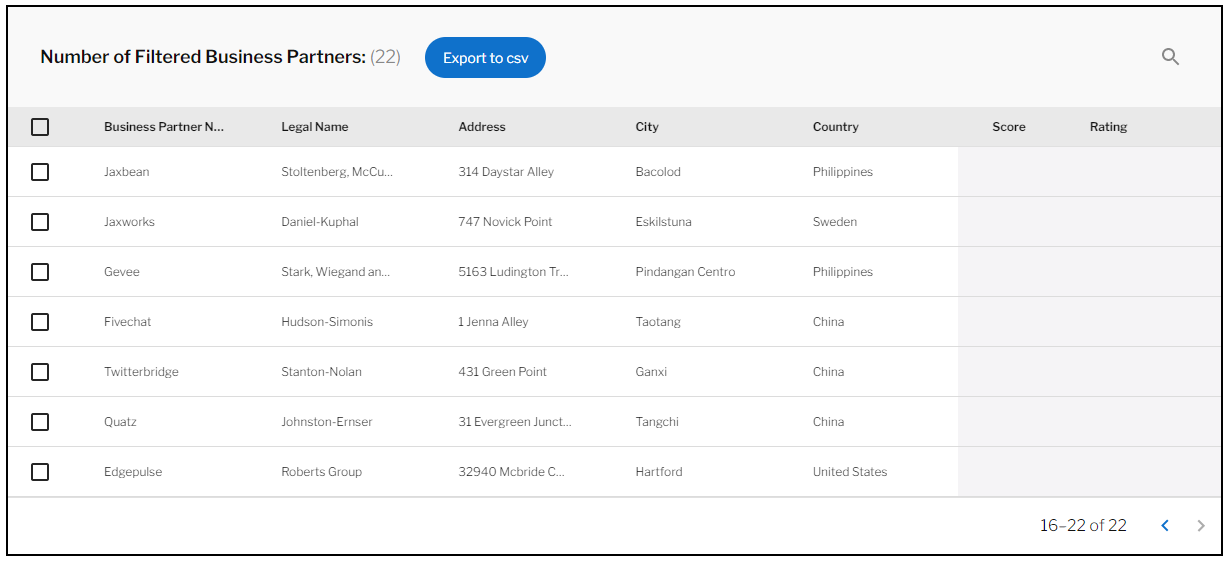 Number of Filtered Business Partners: (22) Export to csv
Business Partner N... Legal Name Address City Country Score Rating
Jaxbean Stoltenberg, McCu... 314 Daystar Alley Bacolod Philippines
Jaxworks Daniel-Kuphal 747 Novick Point Eskilstuna Sweden
Gevee Stark, Wiegand an... 5163 Ludington Tr... Pindangan Centro Philippines
Fivechat Hudson-Simonis 1 Jenna Alley Taotang China
Twitterbridge Stanton-Nolan 431 Green Point Ganxi China
Quatz Johnston-Ernser 31 Evergreen Junct... Tangchi China
Edgepulse Roberts Group 32940 Mcbride C... Hartford United States
16–22 of 22